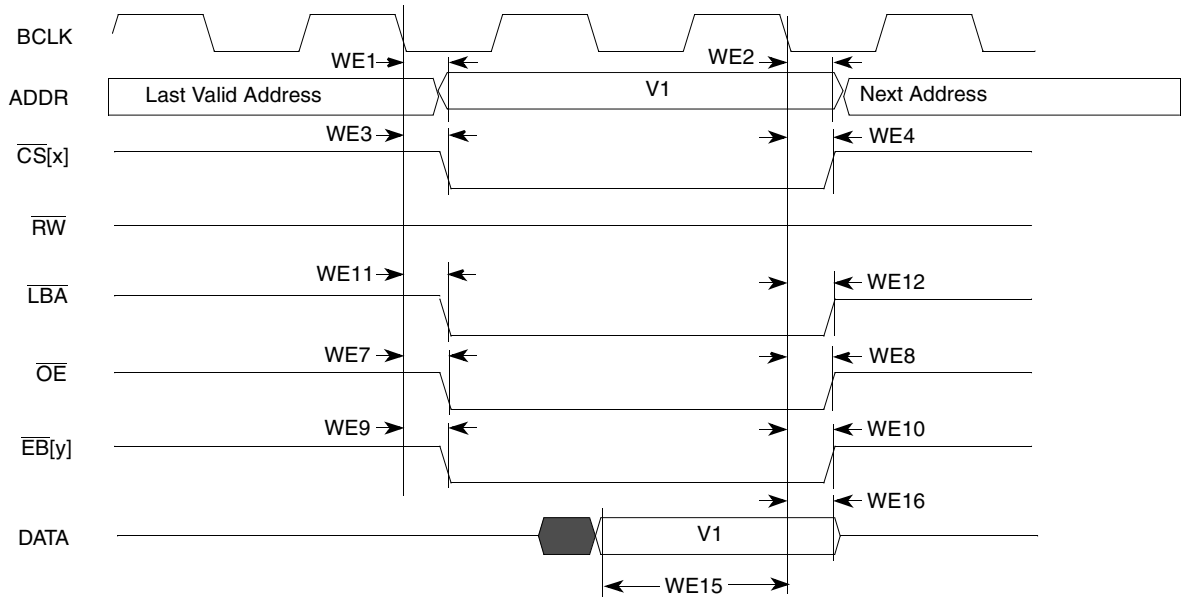 BCLK
WE1
WE2
ADDR
Last Valid Address
V1
Next Address
WE3
WE4
CS[x]
RW
WE11
WE12
LBA
WE7
WE8
OE
WE9
WE10
EB[y]
WE16
DATA
V1
WE15